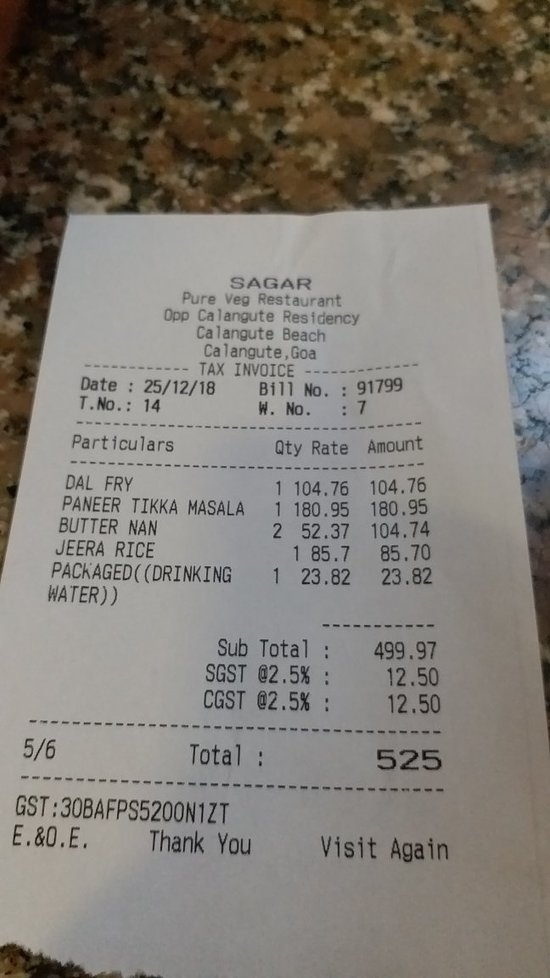 SAGAR
Pure Veg Restaurant
Opp Calangute Residency
Calangute Beach
Calangute,Goa
------------ TAX INVOICE -------------
Date : 25/12/18 Bill No. : 91799
T.No.: 14 W. No. : 7
Particulars Qty Rate Amount
DAL FRY 1 104.76 104.76
PANEER TIKKA MASALA 1 180.95 180.95
BUTTER NAN 2 52.37 104.74
JEERA RICE 1 85.7 85.70
PACKAGED((DRINKING 1 23.82 23.82
WATER))
Sub Total : 499.97
SGST @2.5% : 12.50
CGST @2.5% : 12.50
5/6 Total : 525
GST:30BAFPS5200N1ZT
E.&O.E. Thank You Visit Again